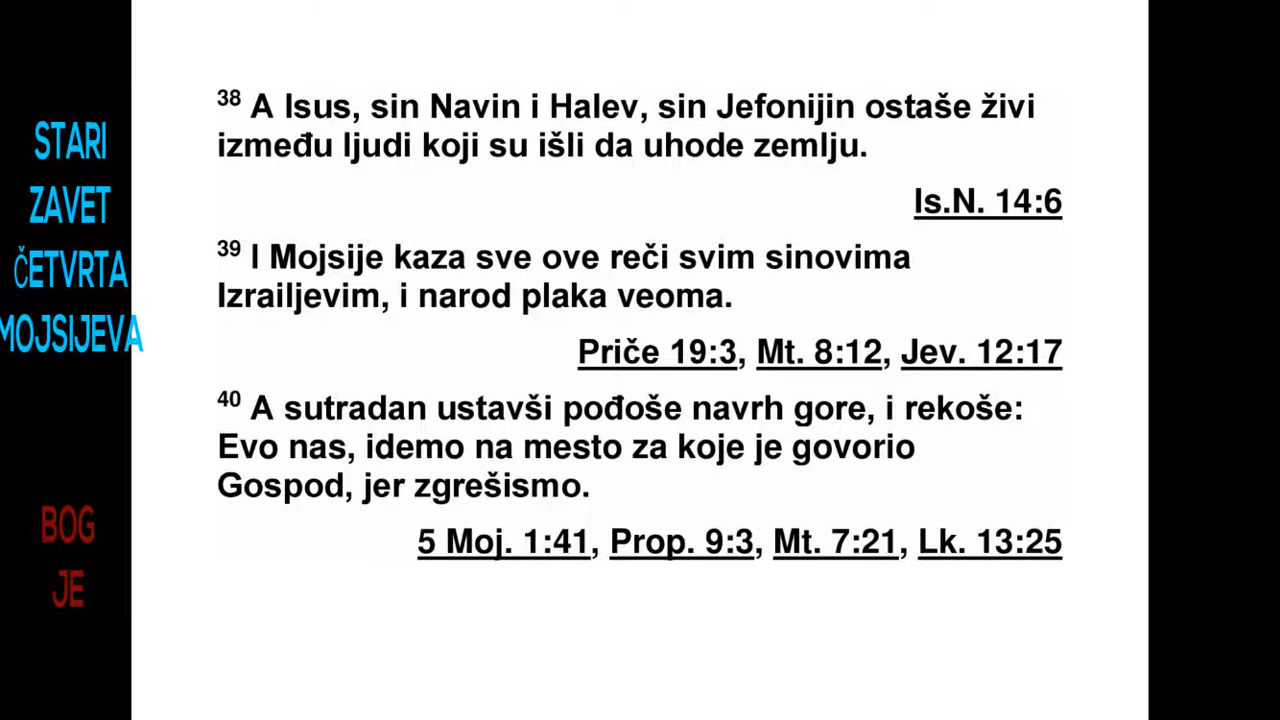 STARI
ZAVET
ČETVRTA
MOJSIJEVA
BOG
JE
38 A Isus, sin Navin i Halev, sin Jefonijin ostaše živi
između ljudi koji su išli da uhode zemlju.
Is.N. 14:6
39 I Mojsije kaza sve ove reči svim sinovima
Izrailjevim, i narod plaka veoma.
Priče 19:3, Mt. 8:12, Jev. 12:17
40 A sutradan ustavši pođoše navrh gore, i rekoše:
Evo nas, idemo na mesto za koje je govorio
Gospod, jer zgrešismo.
5 Moj. 1:41, Prop. 9:3, Mt. 7:21, Lk. 13:25